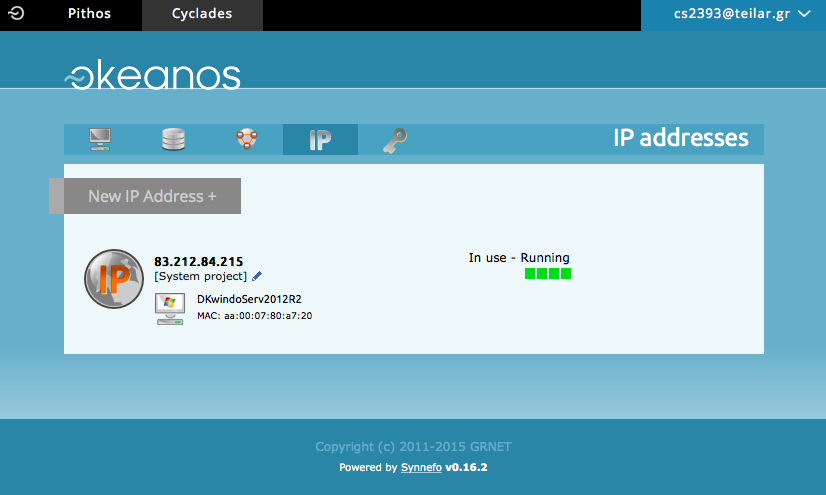 Pithos
Cyclades
cs2393@teilar.gr
okeanos
IP
IP addresses
New IP Address +
IP
83.212.84.215
In use - Running
[System project]
DKwindoServ2012R2
MAC: aa:00:07:80:a7:20
Copyright (c) 2011-2015 GRNET
Powered by Synnefo v0.16.2